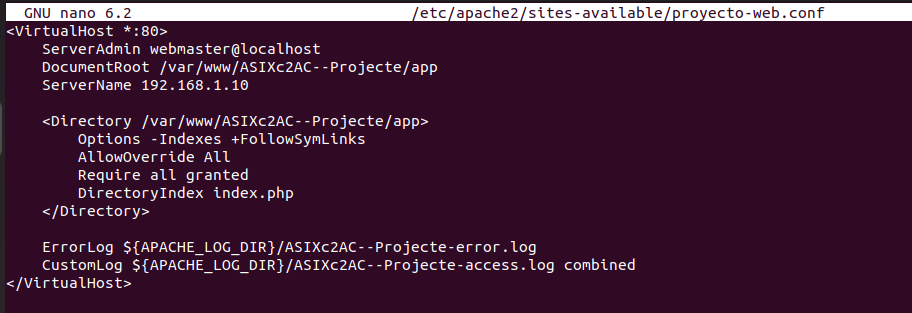 GNU nano 6.2 /etc/apache2/sites-available/proyecto-web.conf
<VirtualHost *:80>
    ServerAdmin webmaster@localhost
    DocumentRoot /var/www/ASIXc2AC--Projecte/app
    ServerName 192.168.1.10

    <Directory /var/www/ASIXc2AC--Projecte/app>
        Options -Indexes +FollowSymLinks
        AllowOverride All
        Require all granted
        DirectoryIndex index.php
    </Directory>

    ErrorLog ${APACHE_LOG_DIR}/ASIXc2AC--Projecte-error.log
    CustomLog ${APACHE_LOG_DIR}/ASIXc2AC--Projecte-access.log combined
</VirtualHost>